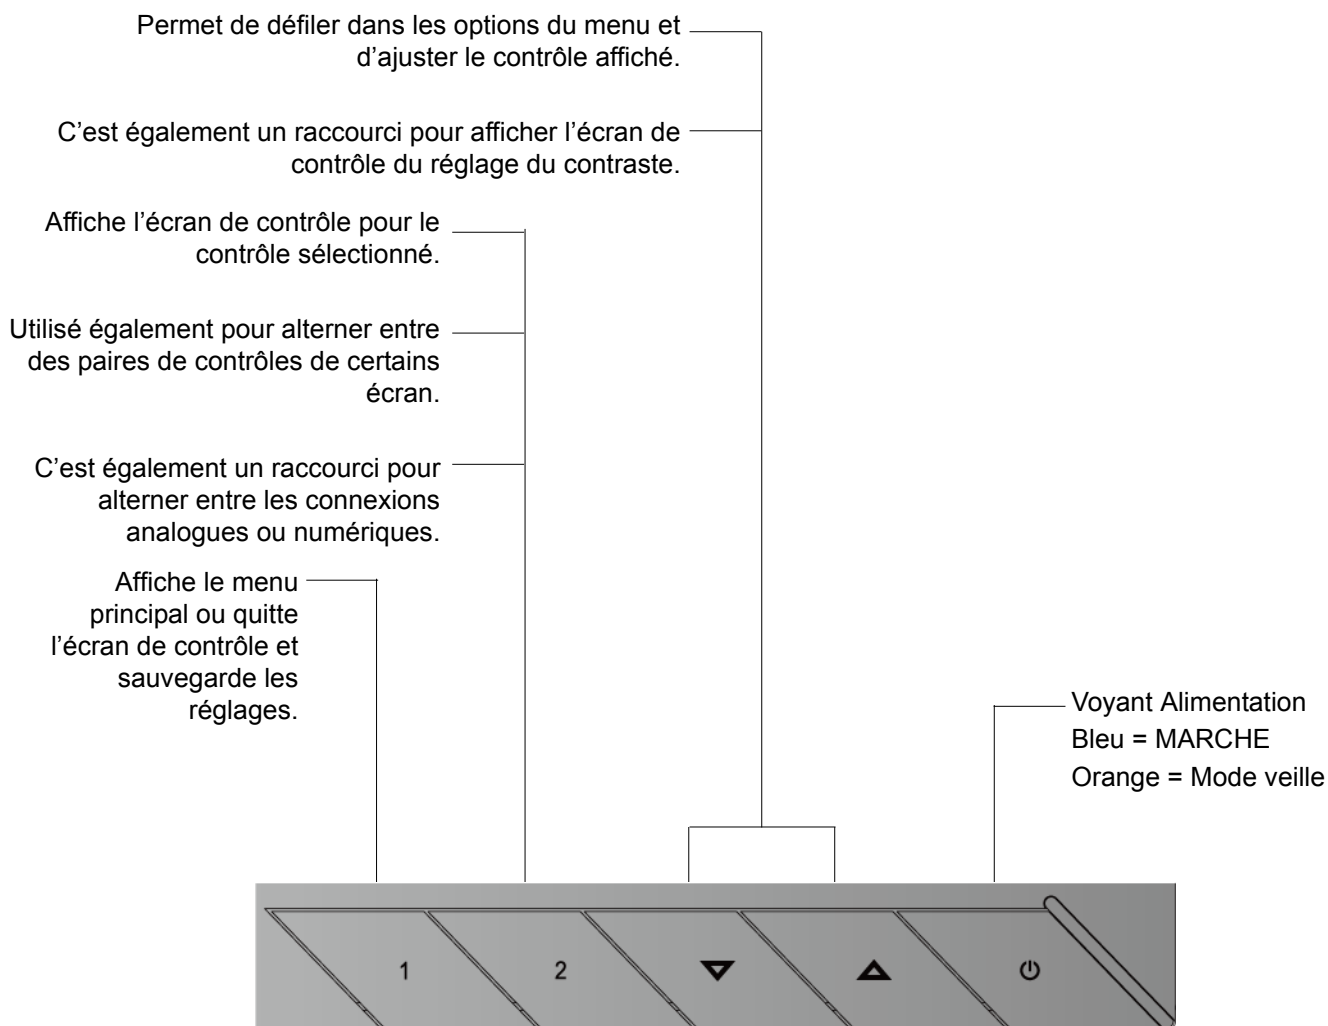 Permet de défiler dans les options du menu et
d’ajuster le contrôle affiché.
C’est également un raccourci pour afficher l’écran de
contrôle du réglage du contraste.
Affiche l’écran de contrôle pour le
contrôle sélectionné.
Utilisé également pour alterner entre
des paires de contrôles de certains
écran.
C’est également un raccourci pour
alterner entre les connexions
analogues ou numériques.
Affiche le menu
principal ou quitte
l’écran de contrôle et
sauvegarde les
réglages.
Voyant Alimentation
Bleu = MARCHE
Orange = Mode veille
1 2